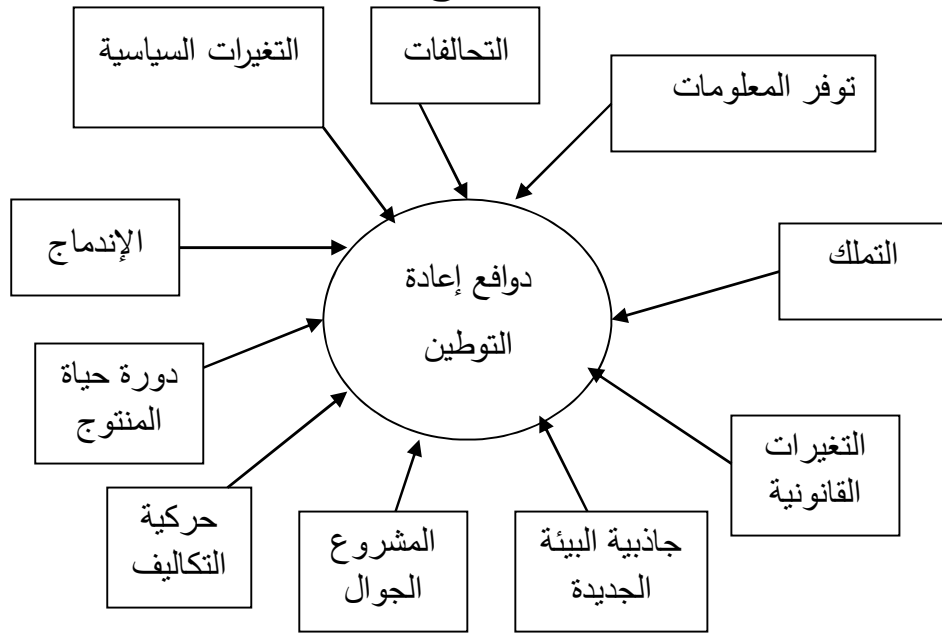 التغيرات السياسية
التحالفات
توفر المعلومات
الإندماج
دوافع إعادة
التوطين
التملك
دورة حياة
المنتوج
التغيرات
القانونية
حركية
التكاليف
المشروع
الجوال
جاذبية البيئة
الجديدة